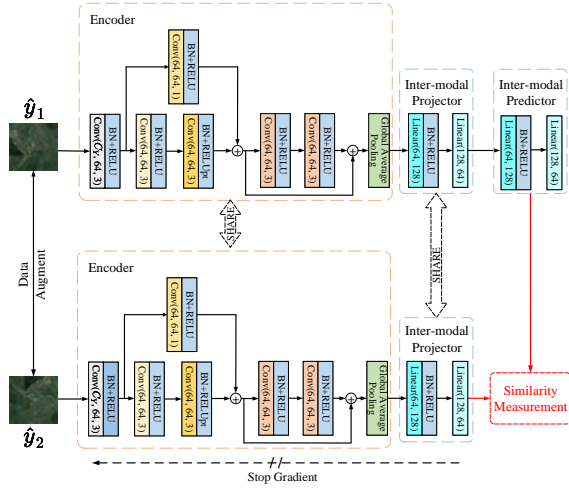 Encoder
ŷ1
Conv(Cy, 64, 3)
BN+RELU
Conv(64, 64, 1)
BN+RELU
Conv(64, 64, 3)
BN+RELU
Conv(64, 64, 3)
BN+RELUpt
Conv(64, 64, 3)
BN+RELU
Conv(64, 64, 3)
BN+RELU
Global Average
Pooling
Inter-modal
Projector
Linear(64, 128)
BN+RELU
Linear(128, 64)
Inter-modal
Predictor
Linear(64, 128)
BN+RELU
Linear(128, 64)
Data
Augment
SHARE
SHARE
Encoder
ŷ2
Conv(Cy, 64, 3)
BN+RELU
Conv(64, 64, 1)
BN+RELU
Conv(64, 64, 3)
BN+RELU
Conv(64, 64, 3)
BN+RELUpt
Conv(64, 64, 3)
BN+RELU
Conv(64, 64, 3)
BN+RELU
Global Average
Pooling
Inter-modal
Projector
Linear(64, 128)
BN+RELU
Linear(128, 64)
Similarity
Measurement
Stop Gradient